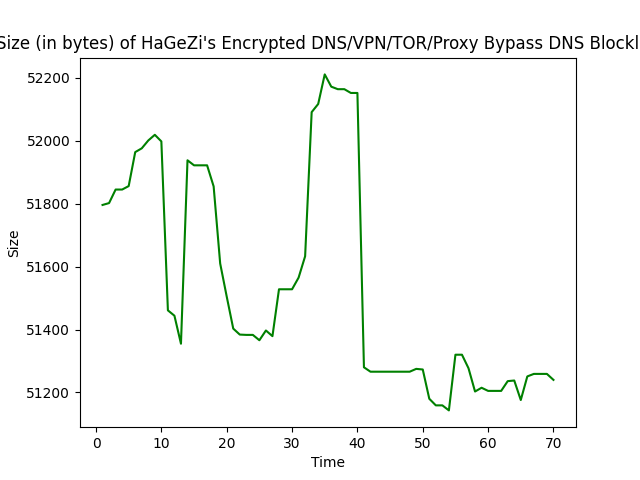 Size (in bytes) of HaGeZi's Encrypted DNS/VPN/TOR/Proxy Bypass DNS Blockl
52200
52000
51800
51600
51400
51200
Size
0 10 20 30 40 50 60 70
Time